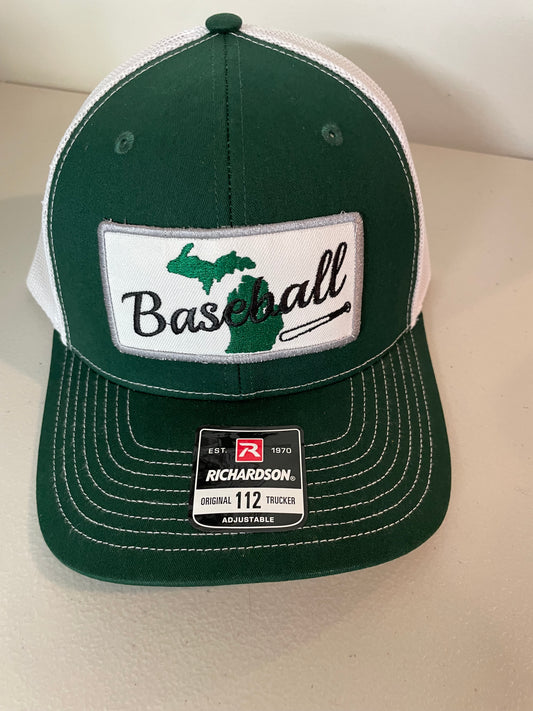 Baseball
EST. R 1970
RICHARDSON®
ORIGINAL 112 TRUCKER
ADJUSTABLE